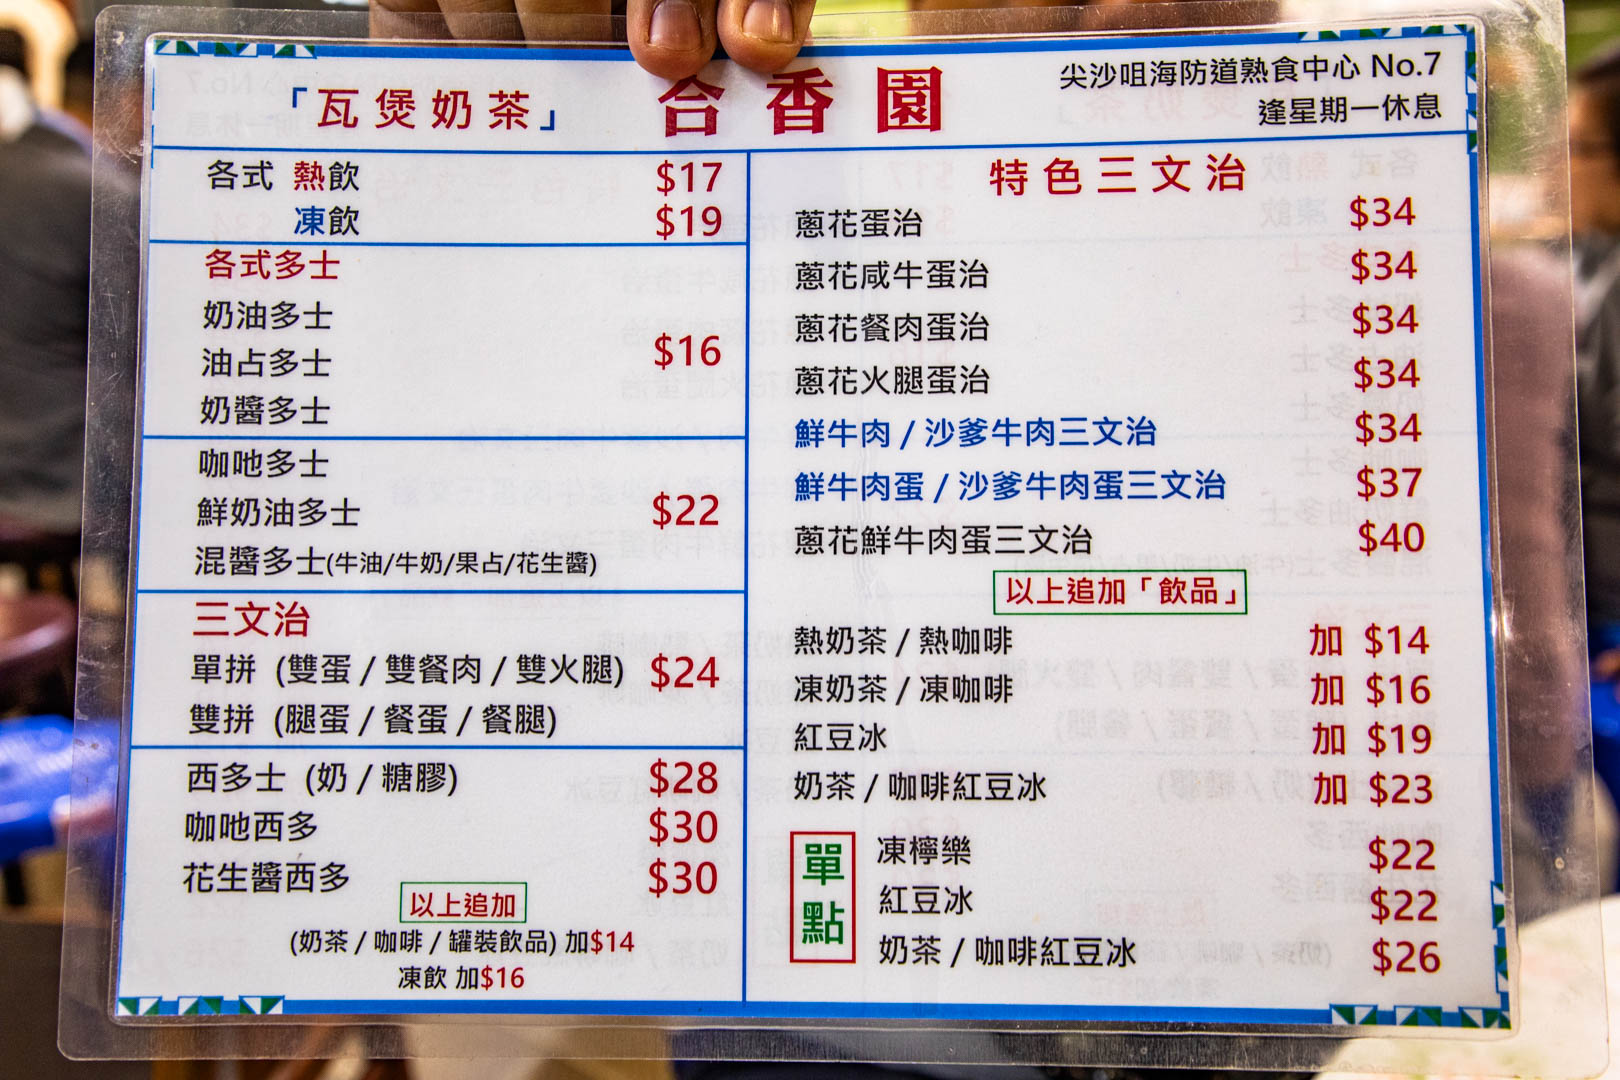 「瓦煲奶茶」
合香園
尖沙咀海防道熟食中心 No.7
逢星期一休息
各式 熱飲 $17
凍飲 $19
各式多士
奶油多士
油占多士 $16
奶醬多士
咖吔多士
鮮奶油多士 $22
混醬多士(牛油/牛奶/果占/花生醬)
三文治
單拼 (雙蛋 / 雙餐肉 / 雙火腿) $24
雙拼 (腿蛋 / 餐蛋 / 餐腿)
西多士 (奶 / 糖膠) $28
咖吔西多 $30
花生醬西多 $30
以上追加
(奶茶 / 咖啡 / 罐裝飲品) 加$14
凍飲 加$16
特色三文治
蔥花蛋治 $34
蔥花咸牛蛋治 $34
蔥花餐肉蛋治 $34
蔥花火腿蛋治 $34
鮮牛肉 / 沙爹牛肉三文治 $34
鮮牛肉蛋 / 沙爹牛肉蛋三文治 $37
蔥花鮮牛肉蛋三文治 $40
以上追加「飲品」
熱奶茶 / 熱咖啡 加 $14
凍奶茶 / 凍咖啡 加 $16
紅豆冰 加 $19
奶茶 / 咖啡紅豆冰 加 $23
單點
凍檸樂 $22
紅豆冰 $22
奶茶 / 咖啡紅豆冰 $26